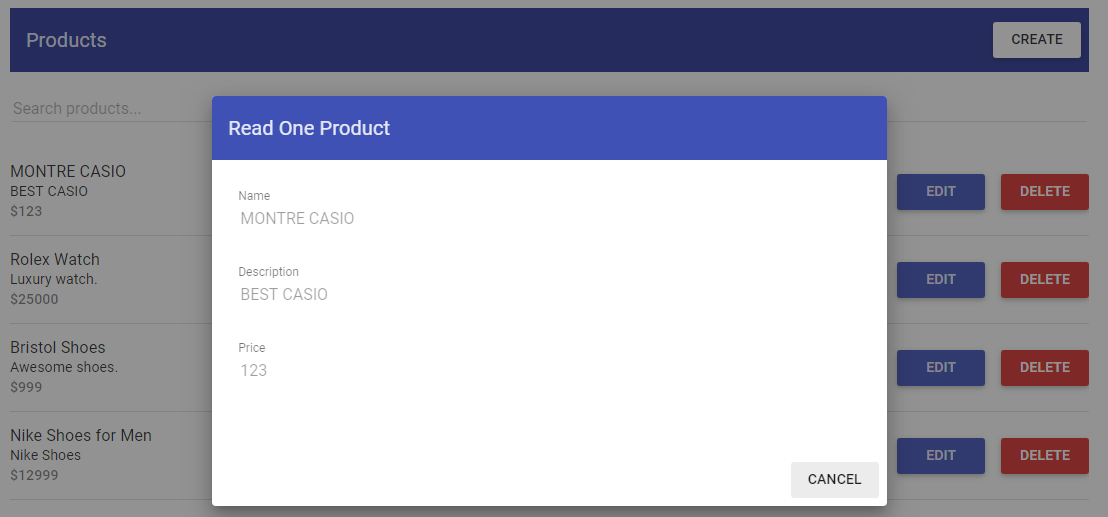 Products
CREATE
Search products...
Read One Product
Name
MONTRE CASIO
Description
BEST CASIO
Price
123
CANCEL
MONTRE CASIO
BEST CASIO
$123
EDIT DELETE
Rolex Watch
Luxury watch.
$25000
EDIT DELETE
Bristol Shoes
Awesome shoes.
$999
EDIT DELETE
Nike Shoes for Men
Nike Shoes
$12999
EDIT DELETE